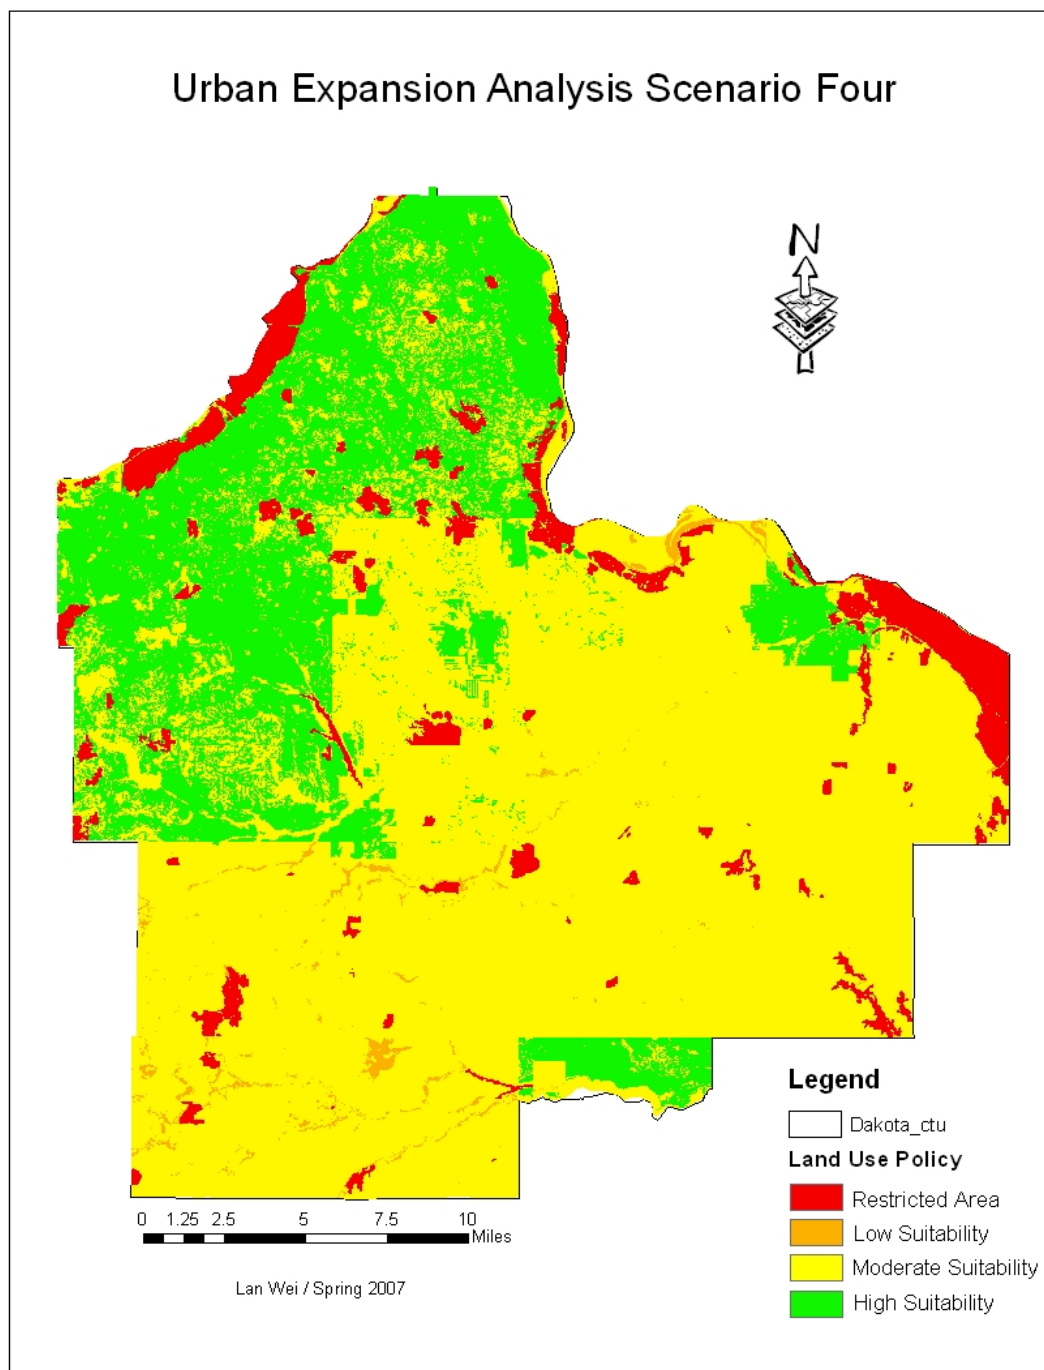 Urban Expansion Analysis Scenario Four
N
Legend
Dakota_ctu
Land Use Policy
Restricted Area
Low Suitability
Moderate Suitability
High Suitability
0 1.25 2.5 5 7.5 10
Miles
Lan Wei / Spring 2007